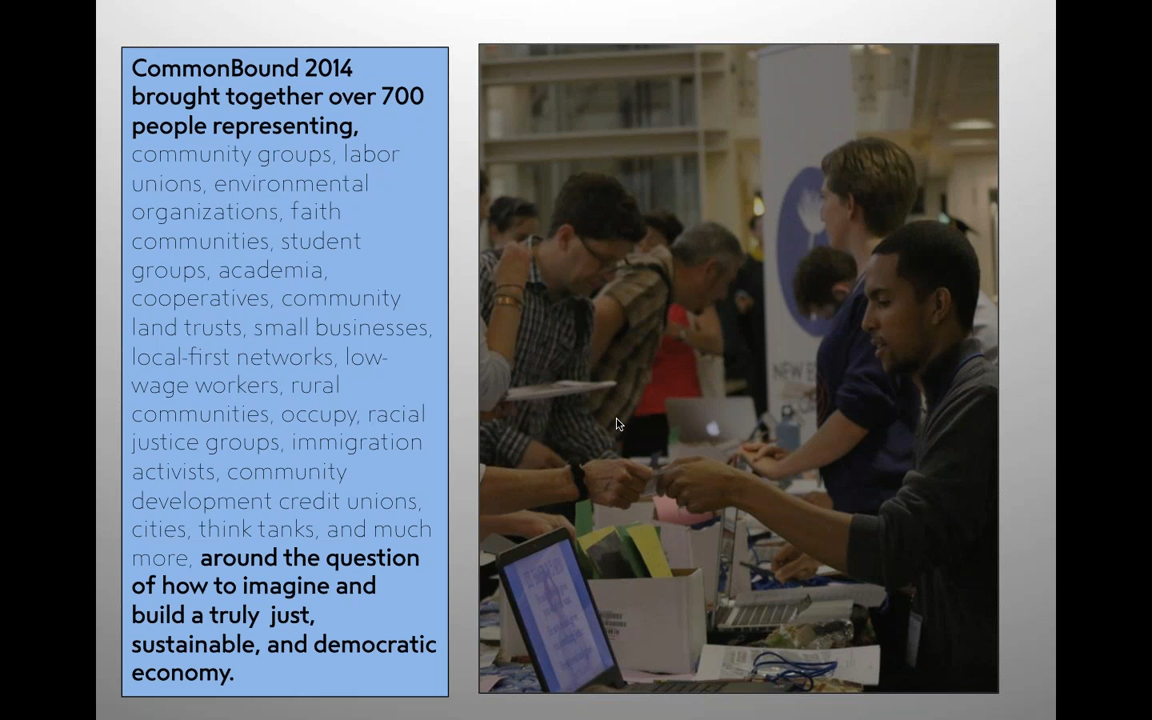 CommonBound 2014
brought together over 700
people representing,
community groups, labor
unions, environmental
organizations, faith
communities, student
groups, academia,
cooperatives, community
land trusts, small businesses,
local-first networks, low-
wage workers, rural
communities, occupy, racial
justice groups, immigration
activists, community
development credit unions,
cities, think tanks, and much
more, around the question
of how to imagine and
build a truly just,
sustainable, and democratic
economy.
NEW